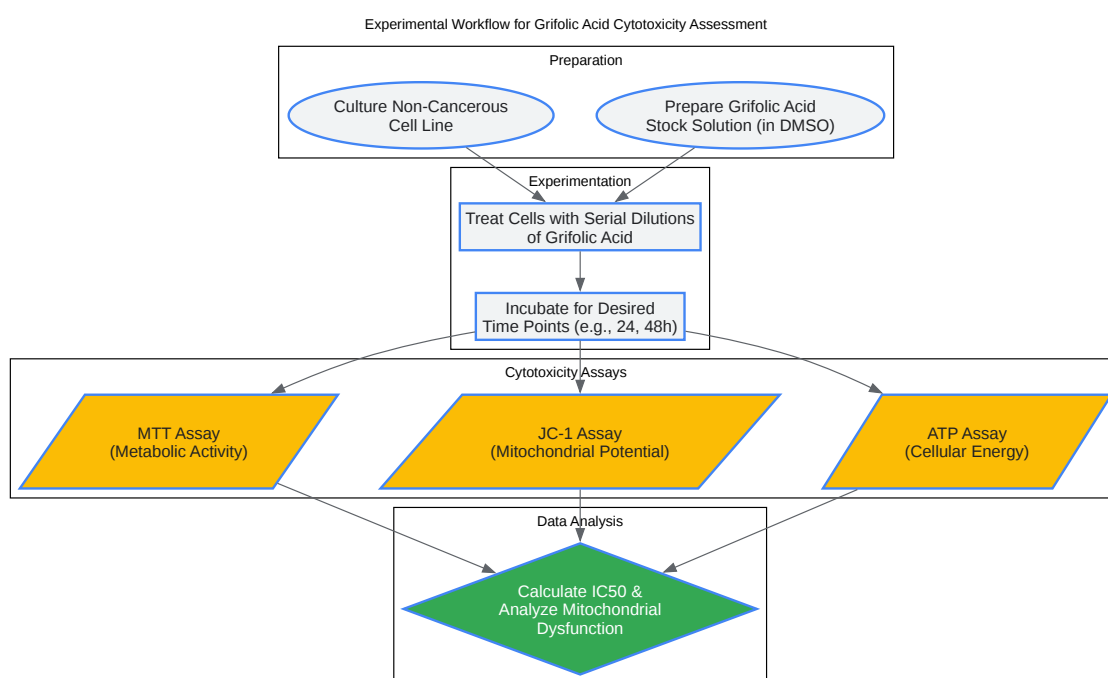 Experimental Workflow for Grifolic Acid Cytotoxicity Assessment
Preparation
Culture Non-Cancerous
Cell Line
Prepare Grifolic Acid
Stock Solution (in DMSO)
Experimentation
Treat Cells with Serial Dilutions
of Grifolic Acid
Incubate for Desired
Time Points (e.g., 24, 48h)
Cytotoxicity Assays
MTT Assay
(Metabolic Activity)
JC-1 Assay
(Mitochondrial Potential)
ATP Assay
(Cellular Energy)
Data Analysis
Calculate IC50 &
Analyze Mitochondrial
Dysfunction